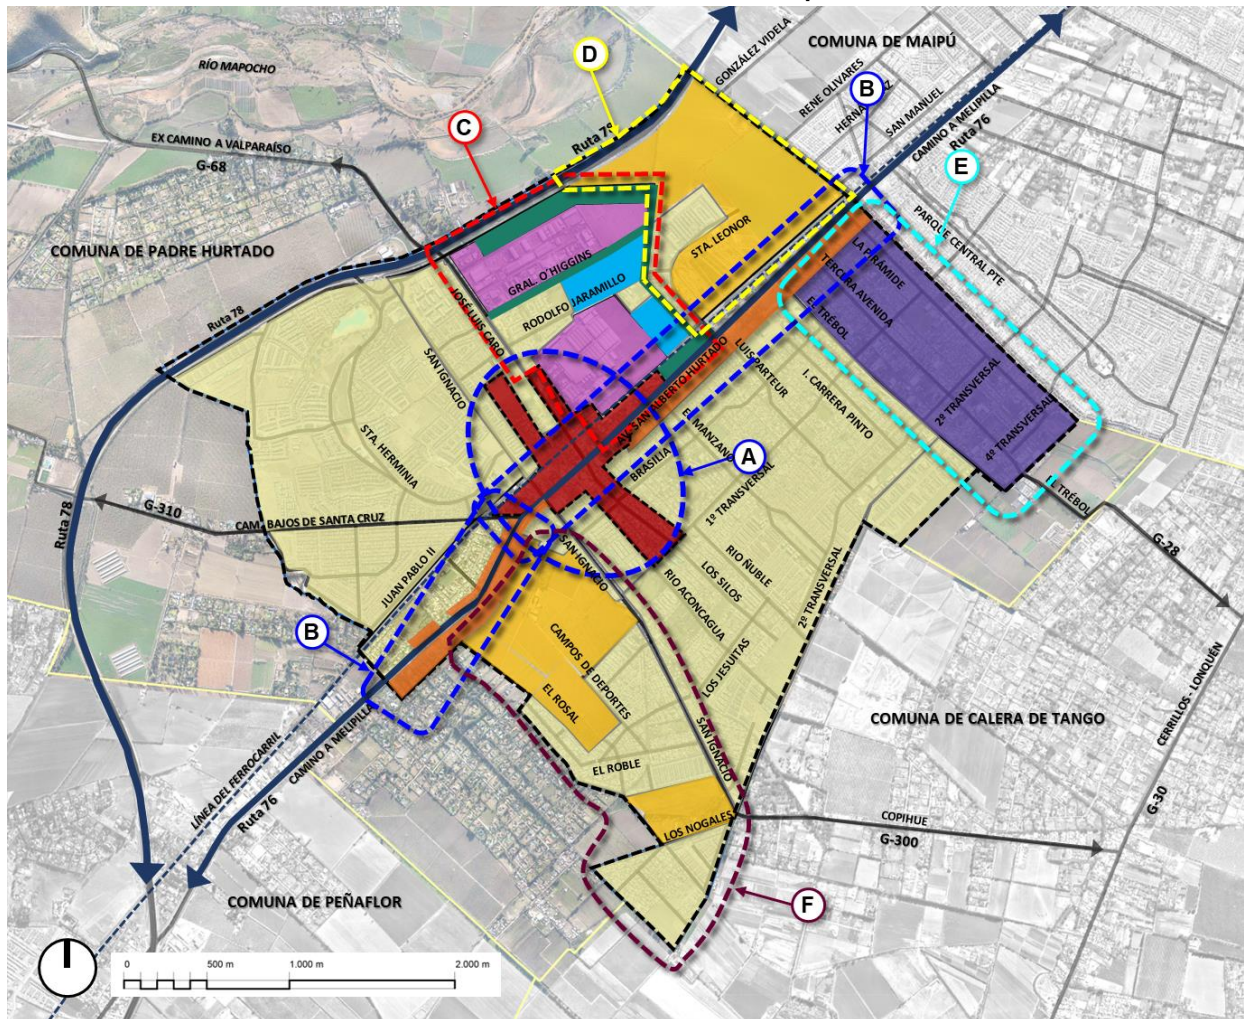 GONZÁLEZ VIDELA
COMUNA DE MAIPÚ
RÍO MAPOCHO
D
RENE OLIVARES
B
SAN MANUEL
CAMINO A MELIPILLA
Ruta 76
C
Ruta 78
EX CAMINO A VALPARAÍSO
G-68
E
PARQUE CENTRAL PTE
COMUNA DE PADRE HURTADO
STA. LEONOR
LA PIRÁMIDE
TERCERA AVENIDA
EL TRÉBOL
GRAL. O'HIGGINS
RODOLFO JARAMILLO
JOSÉ LUIS CARO
Ruta 78
SAN IGNACIO
LUIS PARTEUR
I. CARRERA PINTO
2º TRANSVERSAL
4º TRANSVERSAL
AV. SAN ALBERTO HURTADO
E MANZANO
BRASILIA
A
STA. HERMINIA
1º TRANSVERSAL
EL TRÉBOL
G-28
G-310
CAM. BAJOS DE SANTA CRUZ
Ruta 78
JUAN PABLO II
SAN IGNACIO
RIO ÑUBLE
LOS SILOS
RIO ACONCAGUA
2º TRANSVERSAL
B
CAMPOS DE DEPORTES
EL ROSAL
LOS JESUITAS
SAN IGNACIO
COMUNA DE CALERA DE TANGO
CERRILLOS - LONQUÉN
G-30
LÍNEA DEL FERROCARRIL
CAMINO A MELIPILLA
Ruta 76
EL ROBLE
LOS NOGALES
COPIHUE
G-300
COMUNA DE PEÑAFLOR
F
0 500 m 1.000 m 2.000 m